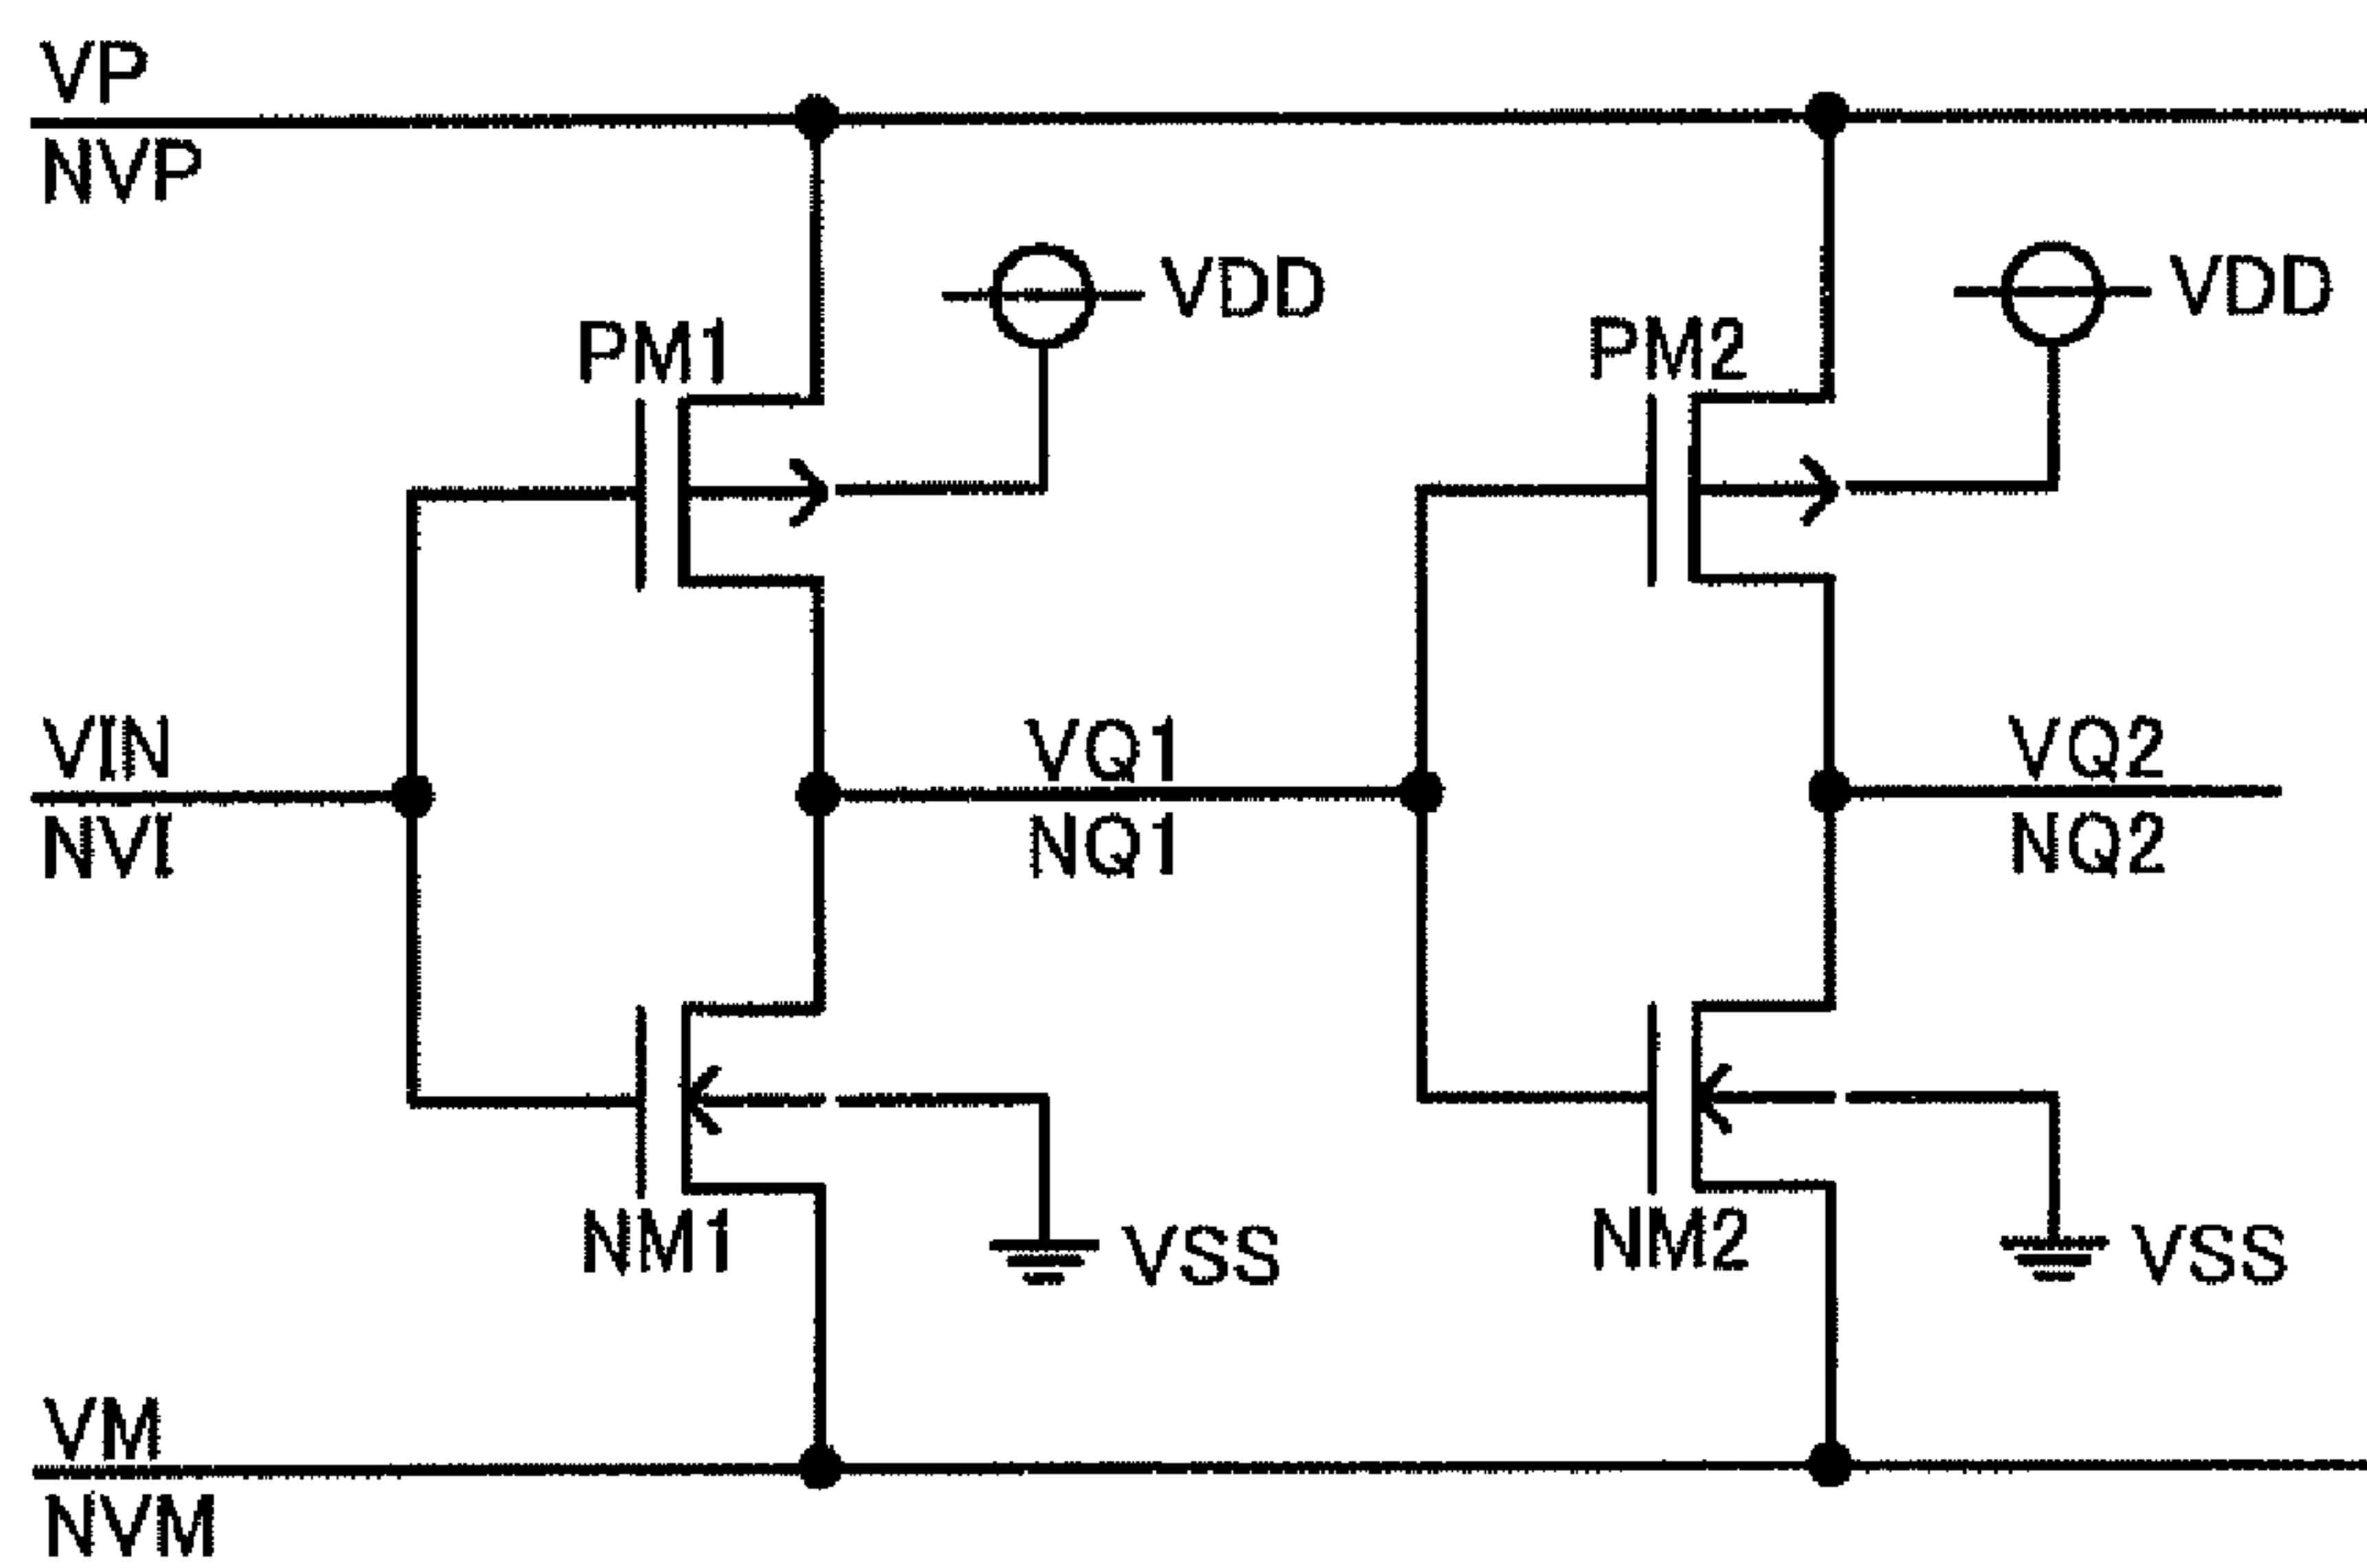 VP
NVP
VDD
VDD
PM1
PM2
VIN
NVI
VQ1
NQ1
VQ2
NQ2
NM1
VSS
NM2
VSS
VM
NVM